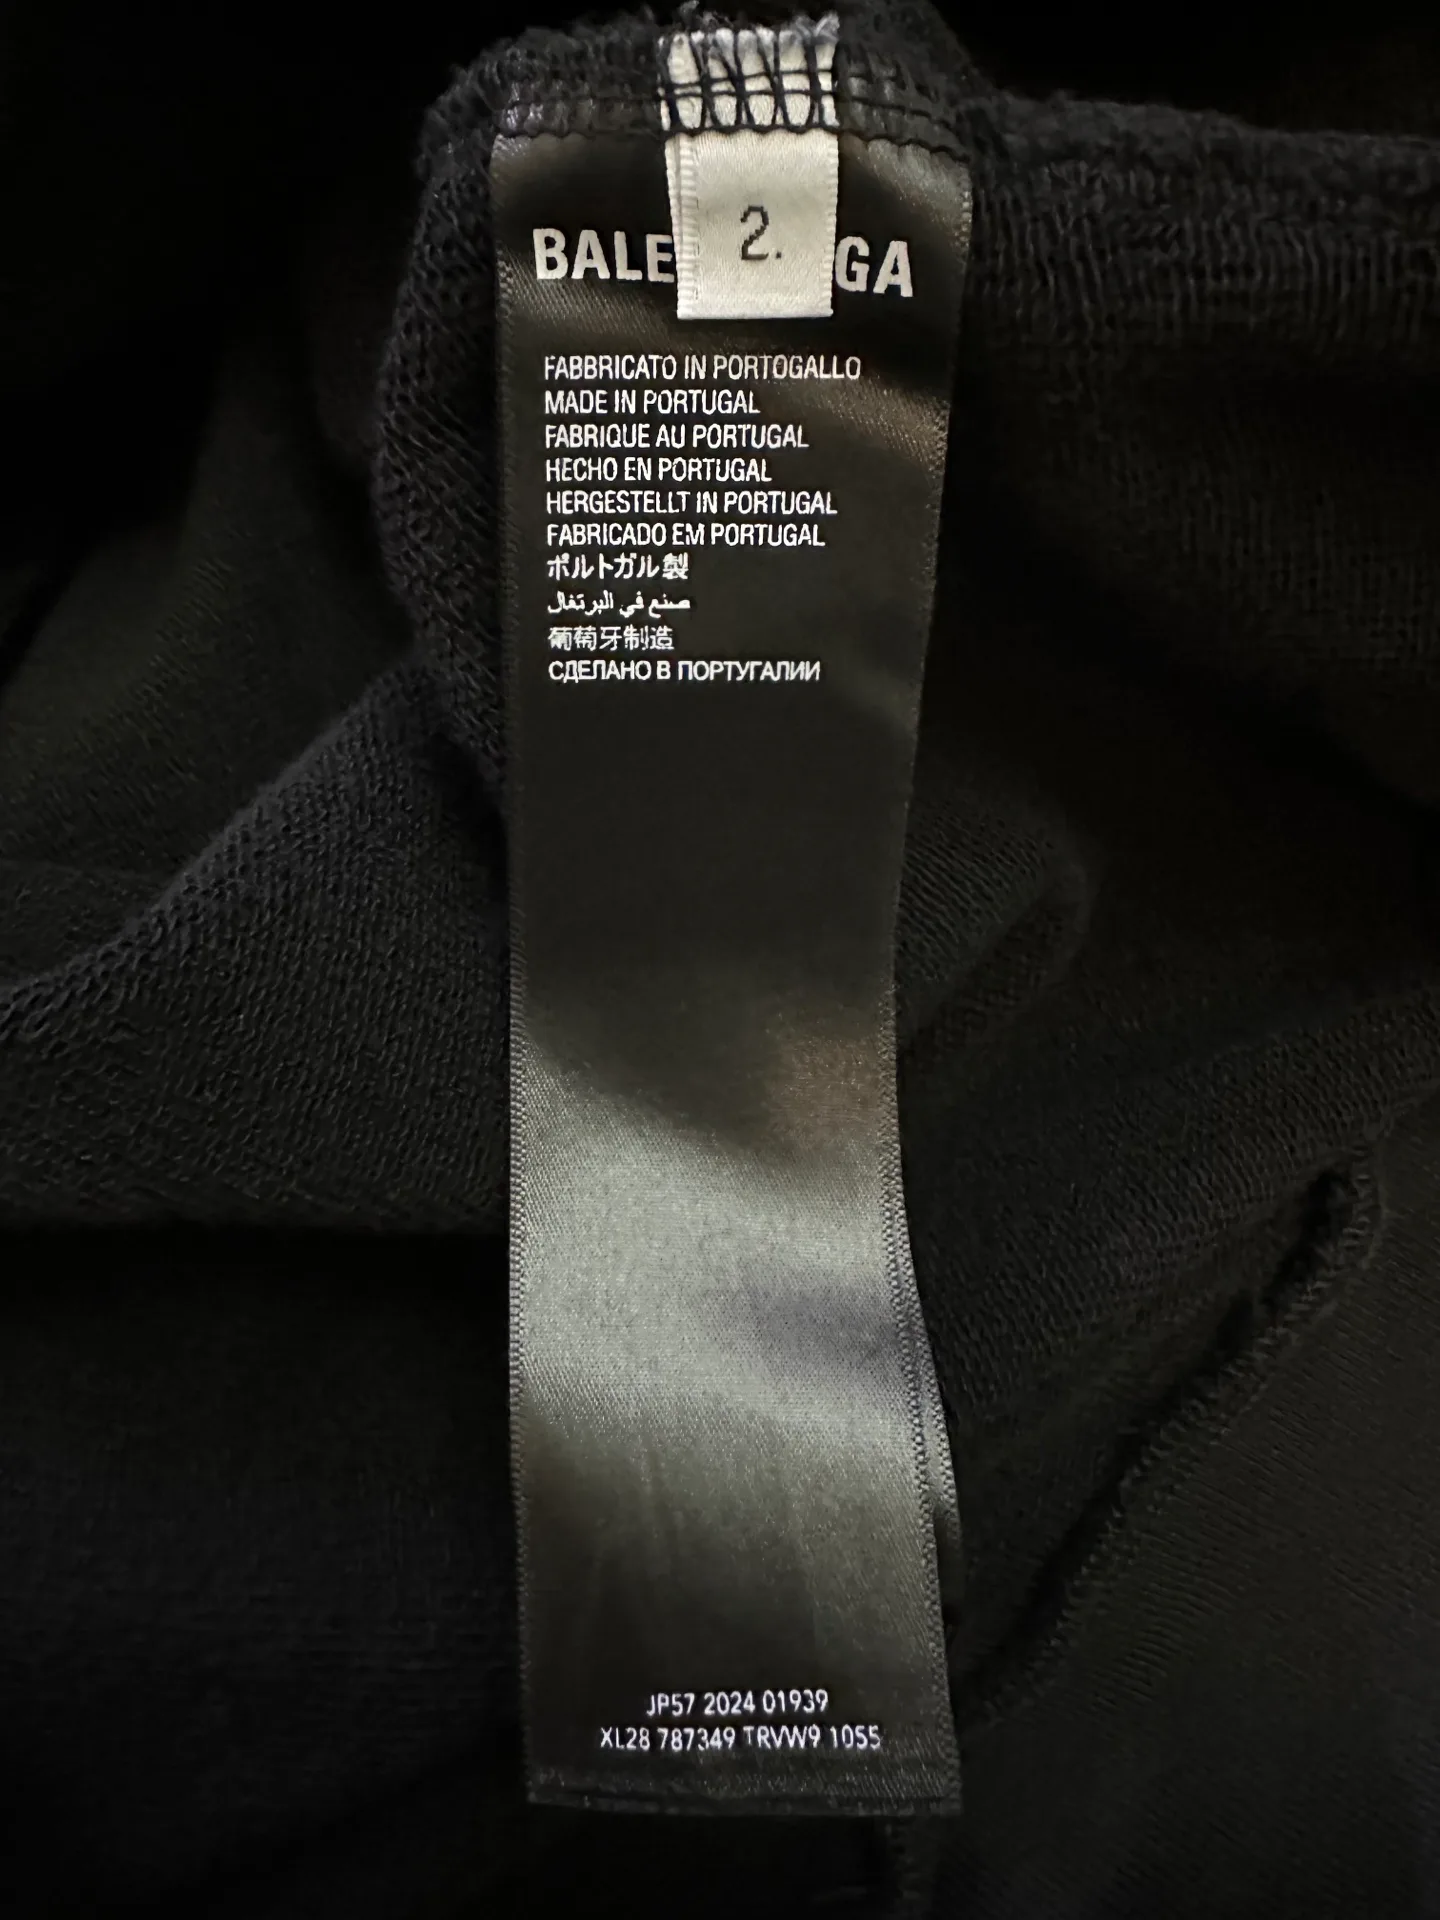 2.
BALE GA
FABBRICATO IN PORTOGALLO
MADE IN PORTUGAL
FABRIQUE AU PORTUGAL
HECHO EN PORTUGAL
HERGESTELLT IN PORTUGAL
FABRICADO EM PORTUGAL
ポルトガル製
صنع في البرتغال
葡萄牙制造
СДЕЛАНО В ПОРТУГАЛИИ
JP57 2024 01939
XL28 787349 TRVW9 1055